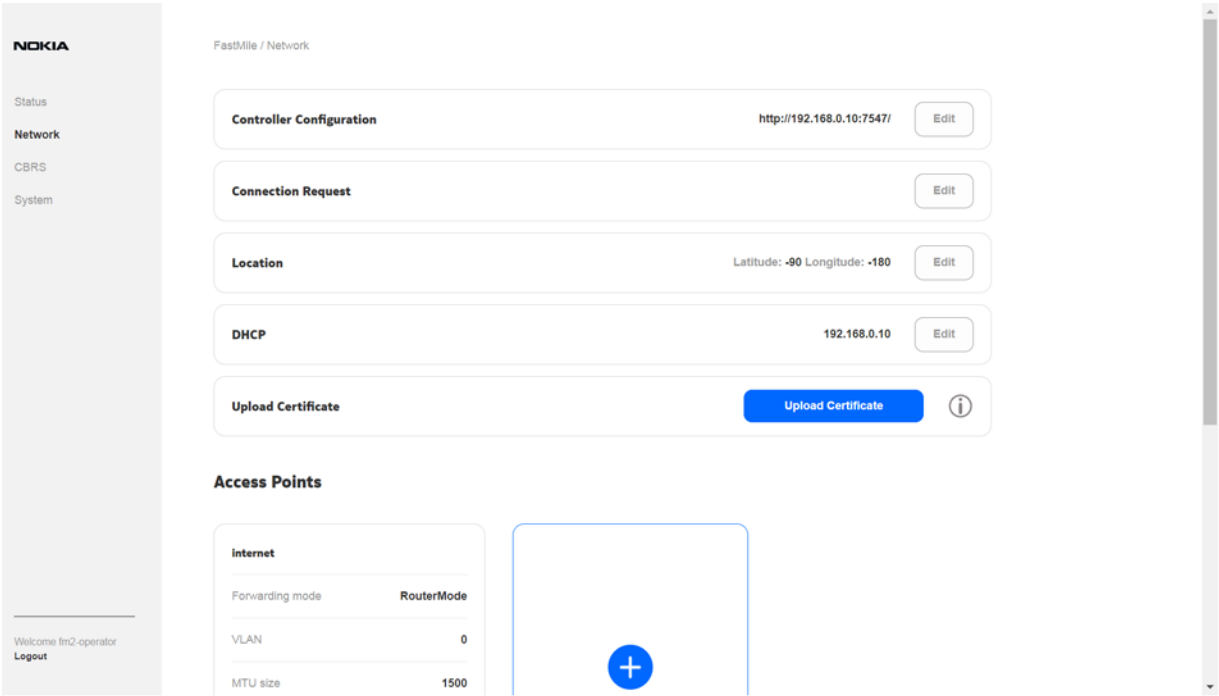 NOKIA
FastMile / Network
Status
Network
CBRS
System
Controller Configuration http://192.168.0.10:7547/ Edit
Connection Request Edit
Location Latitude: -90 Longitude: -180 Edit
DHCP 192.168.0.10 Edit
Upload Certificate Upload Certificate
Access Points
internet
Forwarding mode RouterMode
VLAN 0
MTU size 1500
Welcome fm2-operator
Logout